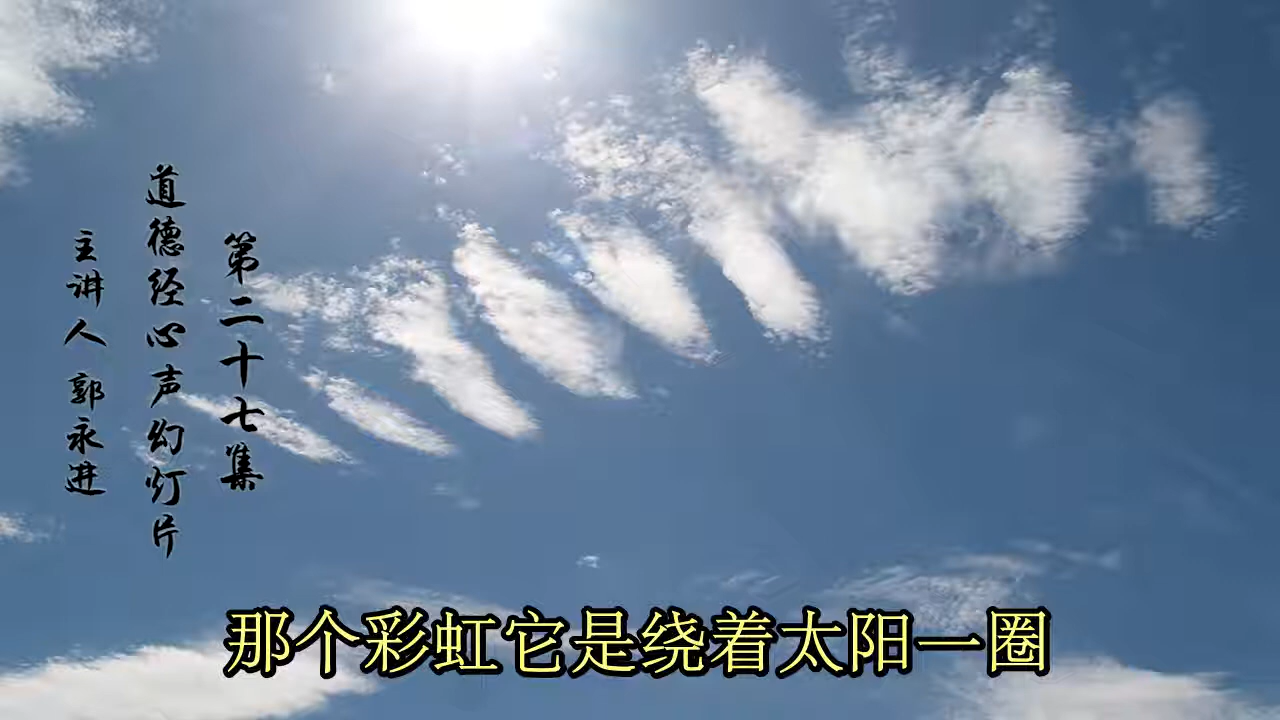 第二十七集
道德经心声幻灯片
主讲人 郭永进
那个彩虹它是绕着太阳一圈